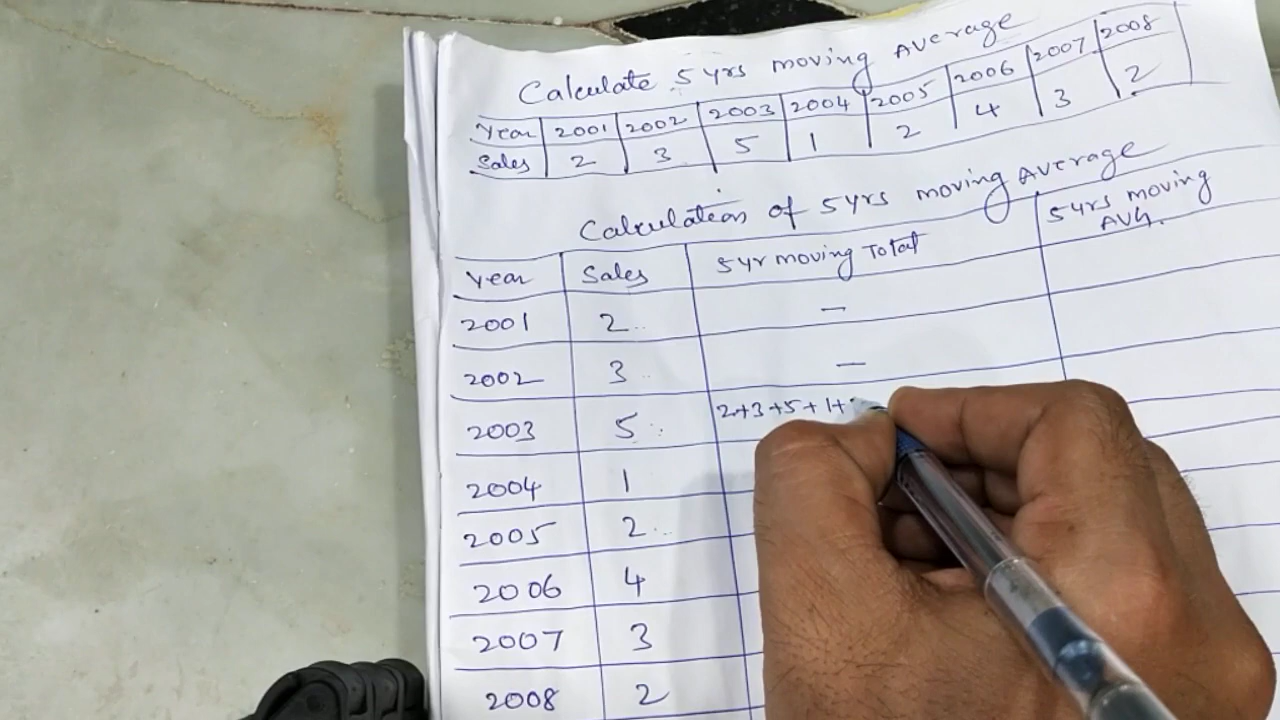 Calculate 5 yrs moving Average
Year 2001 2002 2003 2004 2005 2006 2007 2008
Sales 2 3 5 1 2 4 3 2
Calculation of 5 yrs moving Average
Year Sales 5 yr moving Total 5 yrs moving AVG.
2001 2 —
2002 3 —
2003 5 2+3+5+1+
2004 1
2005 2
2006 4
2007 3
2008 2